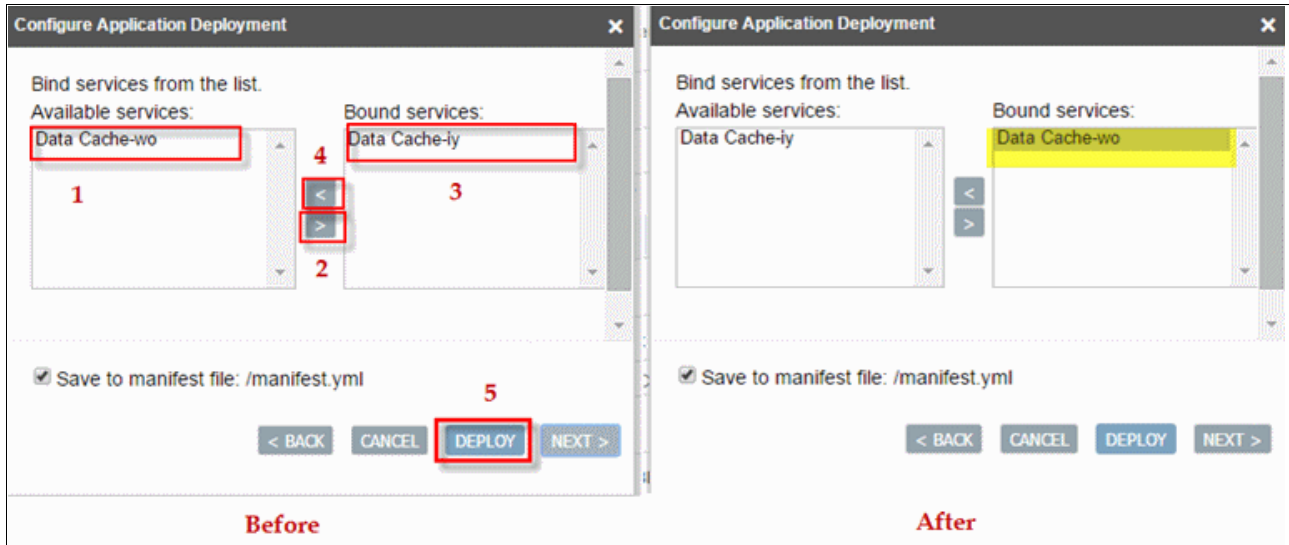 Configure Application Deployment ×
Bind services from the list.
Available services: Bound services:
Data Cache-wo Data Cache-iy
4
1 < 3
>
2
Save to manifest file: /manifest.yml
5
< BACK CANCEL DEPLOY NEXT >
Before
Configure Application Deployment ×
Bind services from the list.
Available services: Bound services:
Data Cache-iy Data Cache-wo
<
>
Save to manifest file: /manifest.yml
< BACK CANCEL DEPLOY NEXT >
After